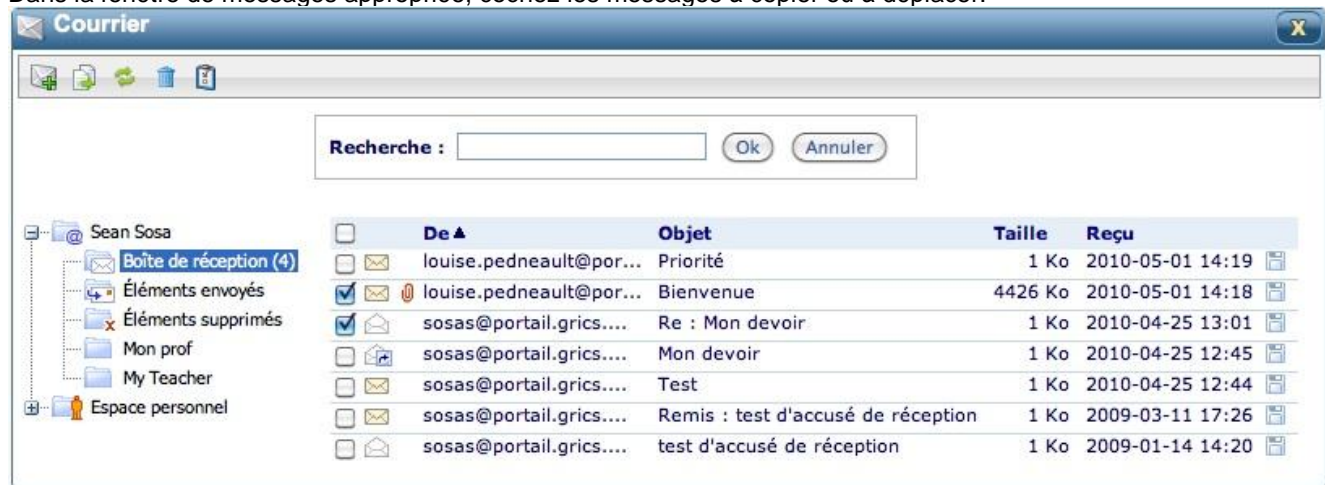 Dans la fenêtre de messages appropriée, cochez les messages à copier ou à déplacer.
Courrier
X
Recherche :
Ok
Annuler
Sean Sosa
Boîte de réception (4)
Éléments envoyés
Éléments supprimés
Mon prof
My Teacher
Espace personnel
De Objet Taille Reçu
louise.pedneault@por... Priorité 1 Ko 2010-05-01 14:19
louise.pedneault@por... Bienvenue 4426 Ko 2010-05-01 14:18
sosas@portail.grics.... Re : Mon devoir 1 Ko 2010-04-25 13:01
sosas@portail.grics.... Mon devoir 1 Ko 2010-04-25 12:45
sosas@portail.grics.... Test 1 Ko 2010-04-25 12:44
sosas@portail.grics.... Remis : test d'accusé de réception 1 Ko 2009-03-11 17:26
sosas@portail.grics.... test d'accusé de réception 1 Ko 2009-01-14 14:20